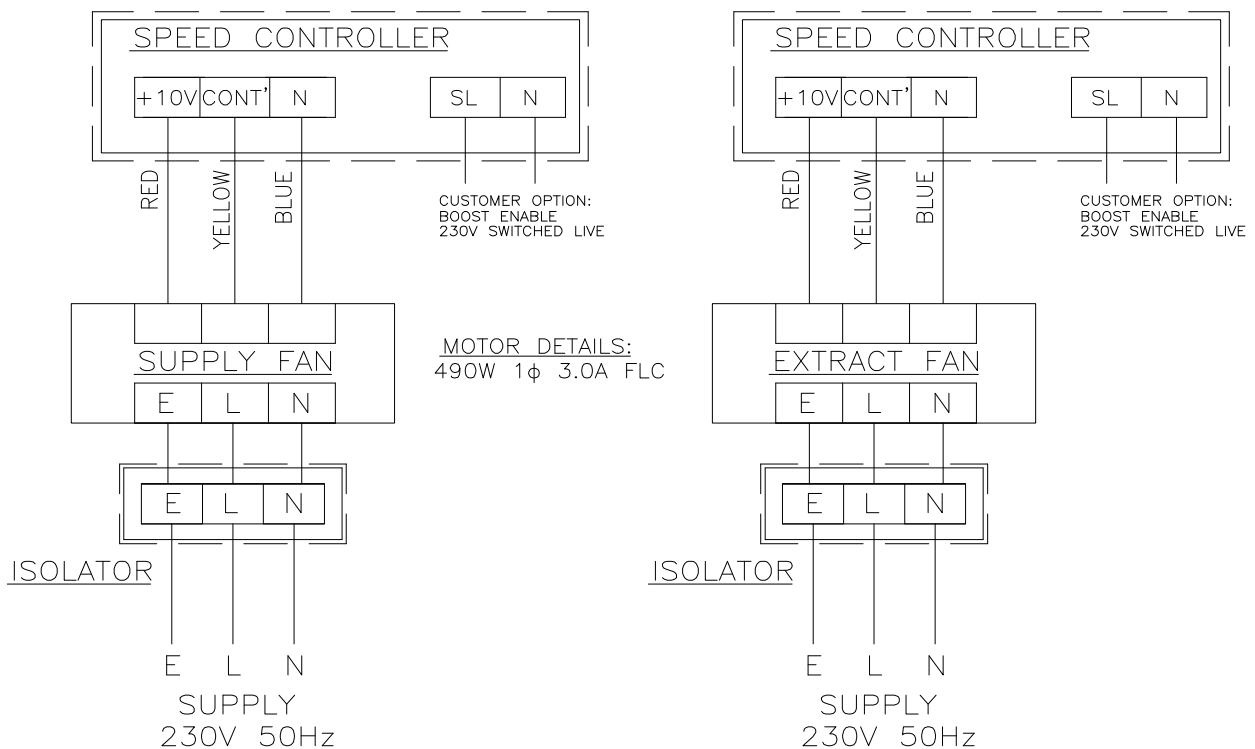 SPEED CONTROLLER
+10V CONT' N
SL N
RED
YELLOW
BLUE
CUSTOMER OPTION:
BOOST ENABLE
230V SWITCHED LIVE
SUPPLY FAN
E L N
MOTOR DETAILS:
490W 1ϕ 3.0A FLC
E L N
ISOLATOR
E L N
SUPPLY
230V 50Hz
SPEED CONTROLLER
+10V CONT' N
SL N
RED
YELLOW
BLUE
CUSTOMER OPTION:
BOOST ENABLE
230V SWITCHED LIVE
EXTRACT FAN
E L N
E L N
ISOLATOR
E L N
SUPPLY
230V 50Hz